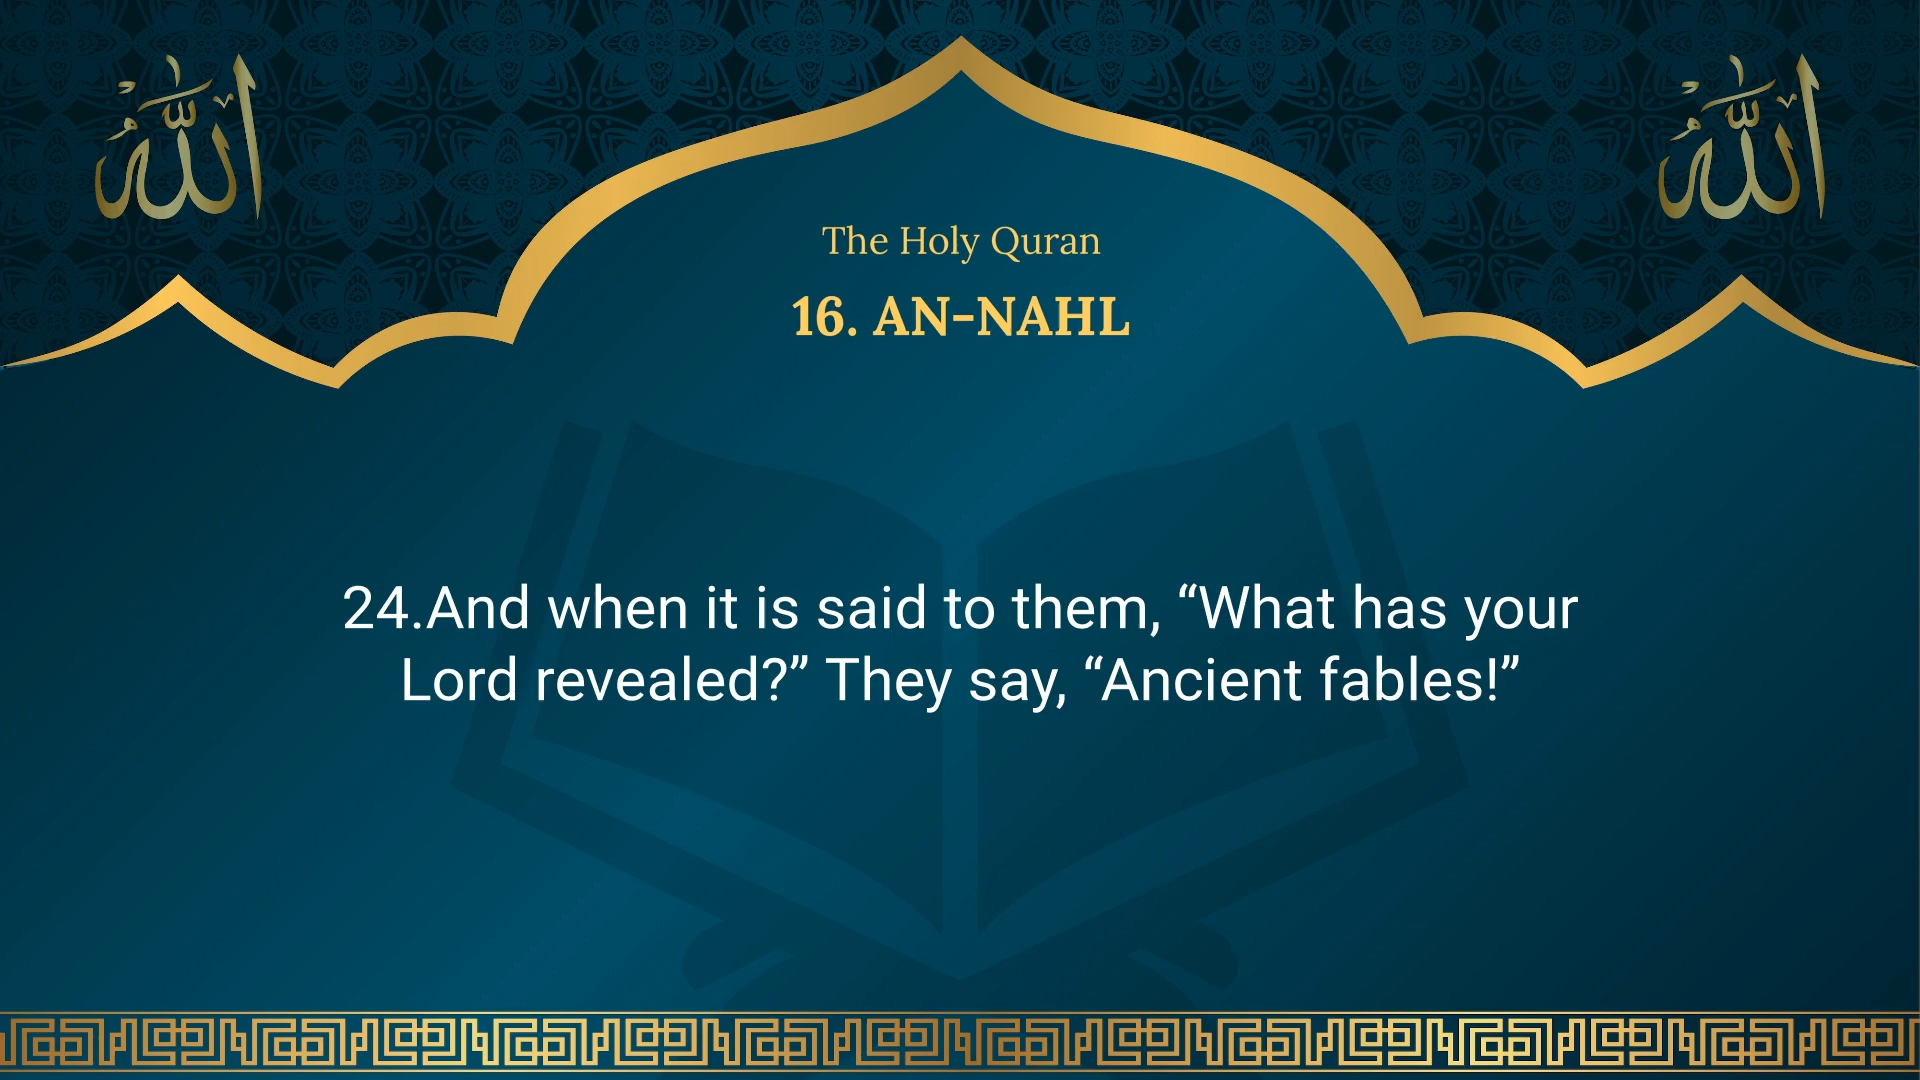 الله
الله
The Holy Quran
16. AN-NAHL
24.And when it is said to them, “What has your
Lord revealed?” They say, “Ancient fables!”